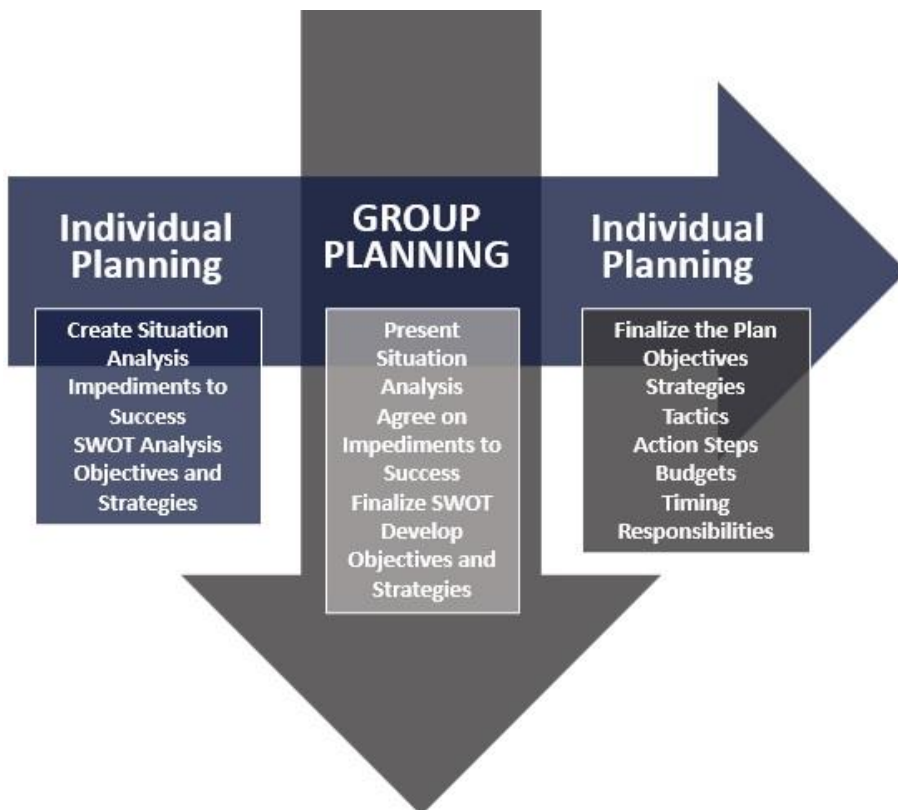 Individual
Planning
Create Situation
Analysis
Impediments to
Success
SWOT Analysis
Objectives and
Strategies
GROUP
PLANNING
Present
Situation
Analysis
Agree on
Impediments to
Success
Finalize SWOT
Develop
Objectives and
Strategies
Individual
Planning
Finalize the Plan
Objectives
Strategies
Tactics
Action Steps
Budgets
Timing
Responsibilities